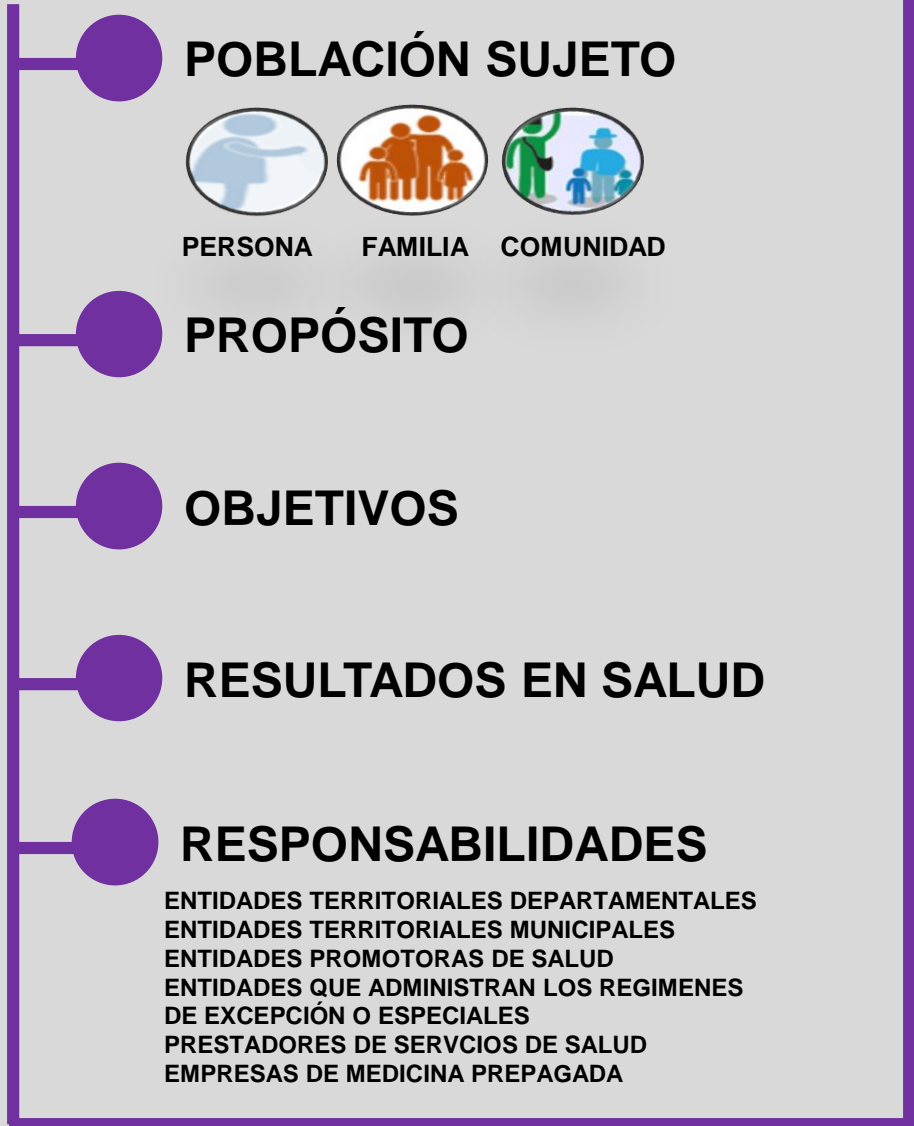 POBLACIÓN SUJETO
PERSONA FAMILIA COMUNIDAD
PROPÓSITO
OBJETIVOS
RESULTADOS EN SALUD
RESPONSABILIDADES
ENTIDADES TERRITORIALES DEPARTAMENTALES
ENTIDADES TERRITORIALES MUNICIPALES
ENTIDADES PROMOTORAS DE SALUD
ENTIDADES QUE ADMINISTRAN LOS REGIMENES
DE EXCEPCIÓN O ESPECIALES
PRESTADORES DE SERVCIOS DE SALUD
EMPRESAS DE MEDICINA PREPAGADA